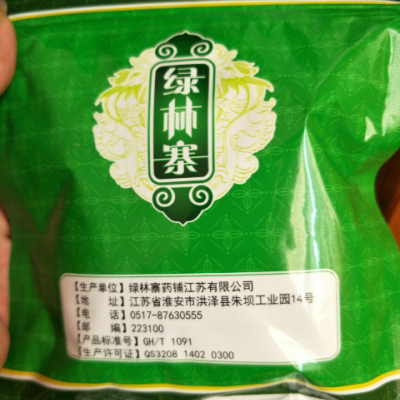 绿林寨
【生产单位】绿林寨药铺江苏有限公司
【地 址】江苏省淮安市洪泽县朱坝工业园14号
【电 话】0517-87630555
【邮 编】223100
【产品标准号】GH/T 1091
【生产许可证】QS3208 1402 0300